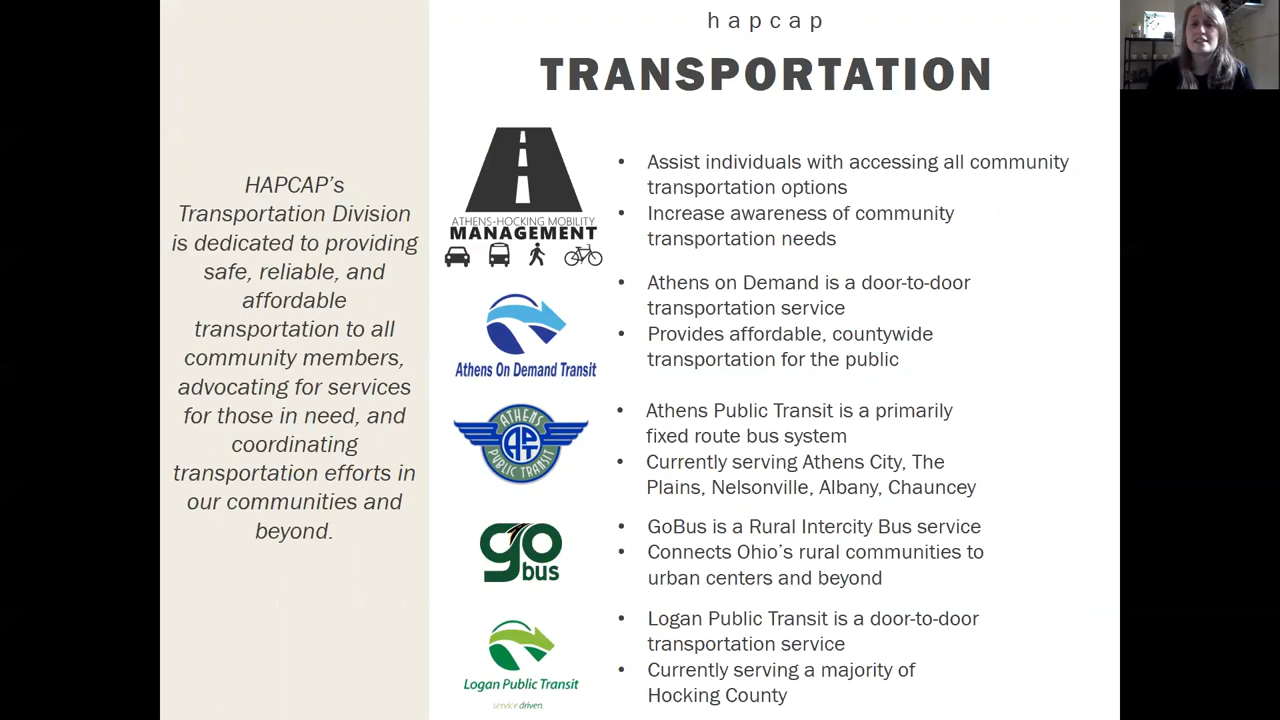 hapcap
TRANSPORTATION
HAPCAP's
Transportation Division
is dedicated to providing
safe, reliable, and
affordable
transportation to all
community members,
advocating for services
for those in need, and
coordinating
transportation efforts in
our communities and
beyond.
ATHENS-HOCKING MOBILITY
MANAGEMENT
• Assist individuals with accessing all community
transportation options
• Increase awareness of community
transportation needs
Athens On Demand Transit
• Athens on Demand is a door-to-door
transportation service
• Provides affordable, countywide
transportation for the public
ATHENS
APT
PUBLIC TRANSIT
• Athens Public Transit is a primarily
fixed route bus system
• Currently serving Athens City, The
Plains, Nelsonville, Albany, Chauncey
go
bus
• GoBus is a Rural Intercity Bus service
• Connects Ohio's rural communities to
urban centers and beyond
Logan Public Transit
service driven.
• Logan Public Transit is a door-to-door
transportation service
• Currently serving a majority of
Hocking County